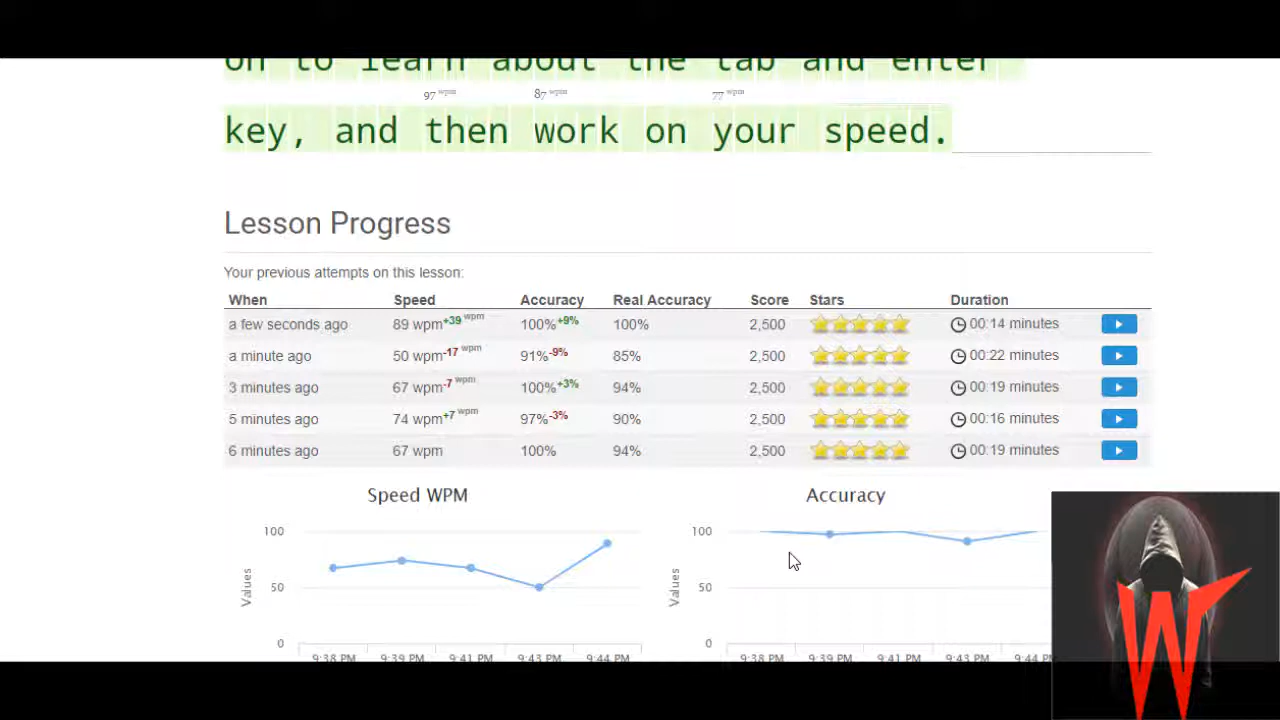 on to learn about the tab and enter
97 wpm 87 wpm 77 wpm
key, and then work on your speed.
Lesson Progress
Your previous attempts on this lesson:
When Speed Accuracy Real Accuracy Score Stars Duration
a few seconds ago 89 wpm+39 wpm 100%+9% 100% 2,500 00:14 minutes
a minute ago 50 wpm-17 wpm 91%-9% 85% 2,500 00:22 minutes
3 minutes ago 67 wpm-7 wpm 100%+3% 94% 2,500 00:19 minutes
5 minutes ago 74 wpm+7 wpm 97%-3% 90% 2,500 00:16 minutes
6 minutes ago 67 wpm 100% 94% 2,500 00:19 minutes
Speed WPM Accuracy
100 100
Values Values
50 50
0 0
9:38 PM 9:39 PM 9:41 PM 9:43 PM 9:44 PM 9:38 PM 9:39 PM 9:41 PM 9:43 PM 9:44 PM
W